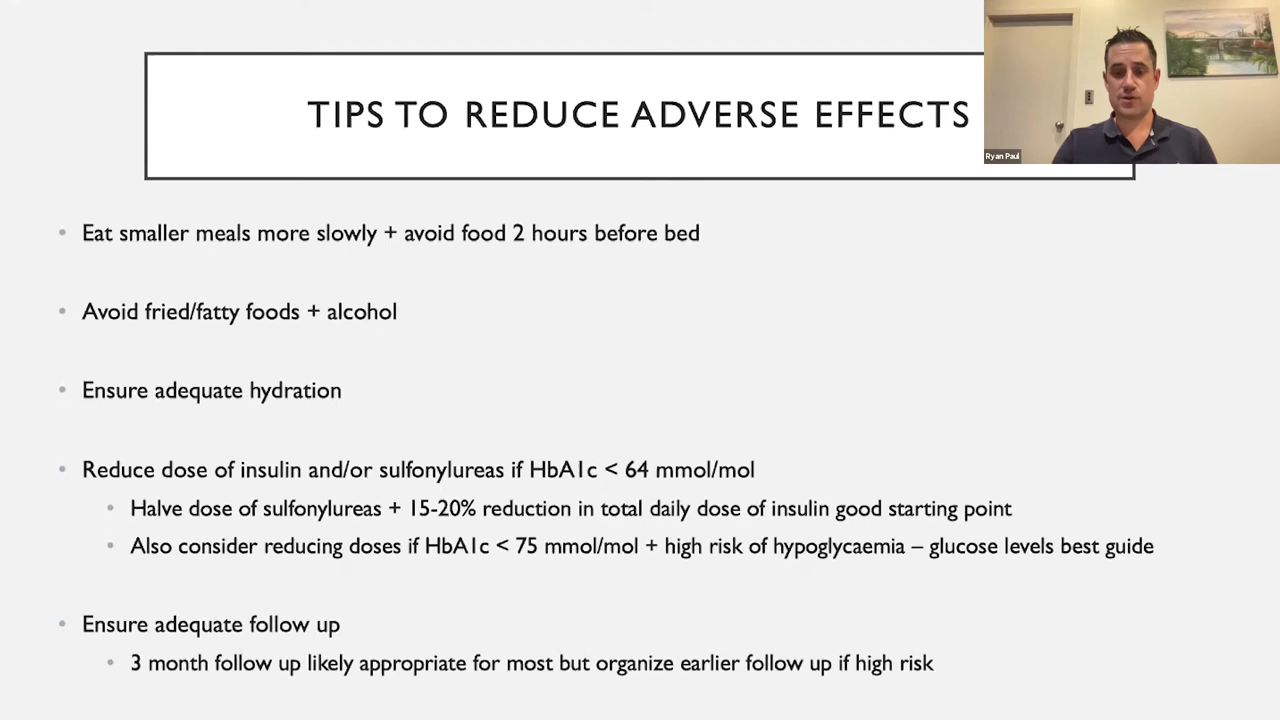 TIPS TO REDUCE ADVERSE EFFECTS
Ryan Paul
• Eat smaller meals more slowly + avoid food 2 hours before bed
• Avoid fried/fatty foods + alcohol
• Ensure adequate hydration
• Reduce dose of insulin and/or sulfonylureas if HbA1c < 64 mmol/mol
• Halve dose of sulfonylureas + 15-20% reduction in total daily dose of insulin good starting point
• Also consider reducing doses if HbA1c < 75 mmol/mol + high risk of hypoglycaemia – glucose levels best guide
• Ensure adequate follow up
• 3 month follow up likely appropriate for most but organize earlier follow up if high risk